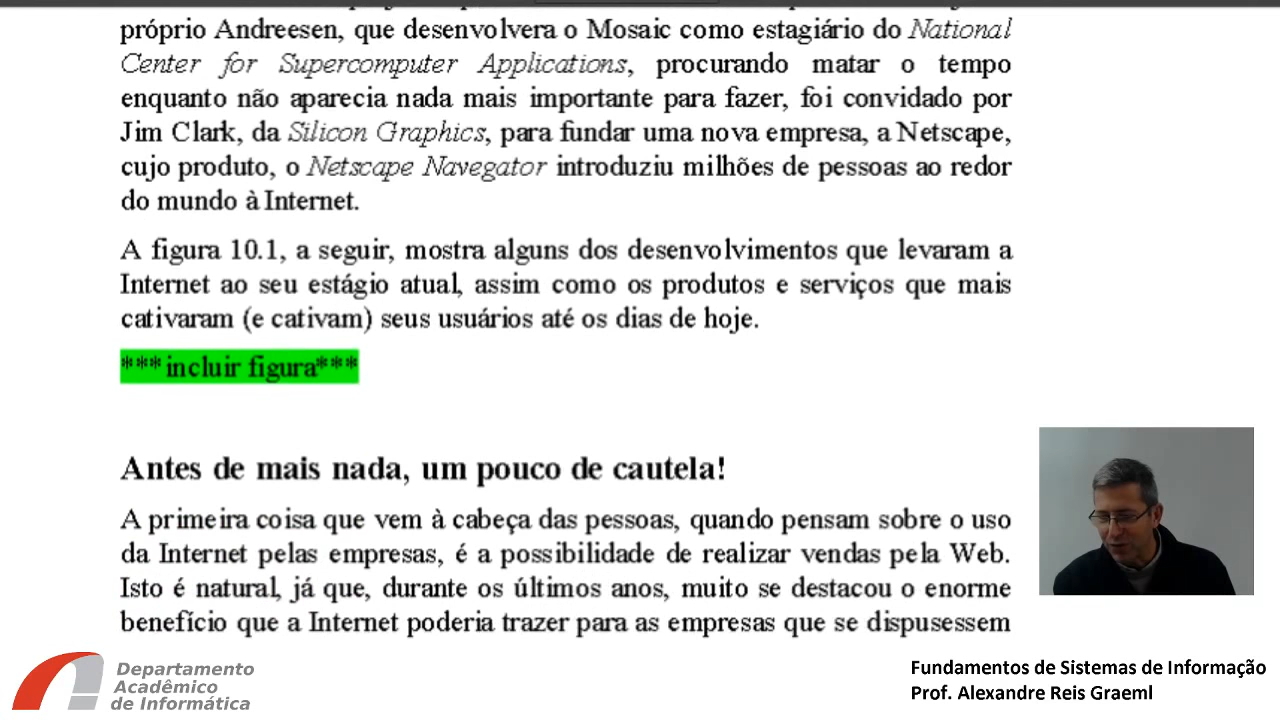 próprio Andreesen, que desenvolvera o Mosaic como estagiário do National
Center for Supercomputer Applications, procurando matar o tempo
enquanto não aparecia nada mais importante para fazer, foi convidado por
Jim Clark, da Silicon Graphics, para fundar uma nova empresa, a Netscape,
cujo produto, o Netscape Navegator introduziu milhões de pessoas ao redor
do mundo à Internet.
A figura 10.1, a seguir, mostra alguns dos desenvolvimentos que levaram a
Internet ao seu estágio atual, assim como os produtos e serviços que mais
cativaram (e cativam) seus usuários até os dias de hoje.
***incluir figura***
Antes de mais nada, um pouco de cautela!
A primeira coisa que vem à cabeça das pessoas, quando pensam sobre o uso
da Internet pelas empresas, é a possibilidade de realizar vendas pela Web.
Isto é natural, já que, durante os últimos anos, muito se destacou o enorme
benefício que a Internet poderia trazer para as empresas que se dispusessem
Departamento
Acadêmico
de Informática
Fundamentos de Sistemas de Informação
Prof. Alexandre Reis Graeml